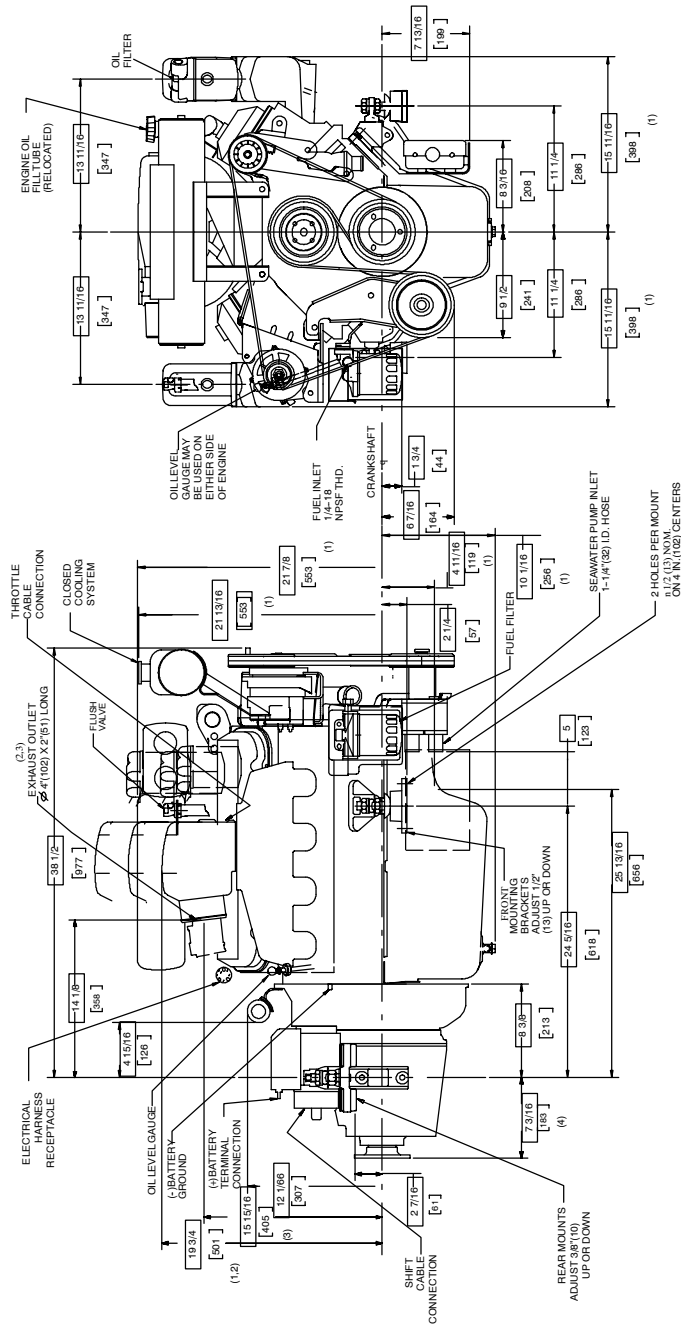 ENGINE OIL
FILL TUBE
(RELOCATED)
OIL
FILTER
13 11/16
[347]
13 11/16
[347]
7 13/16
[199]
8 3/16
[208]
11 1/4
[286]
15 11/16
[398]
(1)
9 1/2
[241]
11 1/4
[286]
15 11/16
[398]
(1)
OIL LEVEL
GAUGE MAY
BE USED ON
EITHER SIDE
OF ENGINE
FUEL INLET
1/4-18
NPSF THD.
CRANKSHAFT
1 3/4
[44]
6 7/16
[164]
THROTTLE
CABLE
CONNECTION
CLOSED
COOLING
SYSTEM
(2,3)
EXHAUST OUTLET
Ø 4"(102) X 2"(51) LONG
FLUSH
VALVE
21 7/8
[553]
(1)
21 13/16
[553]
(1)
4 11/16
[119]
(1)
10 1/16
[256]
(1)
2 1/4
[57]
FUEL FILTER
SEAWATER PUMP INLET
1-1/4"(32) I.D. HOSE
2 HOLES PER MOUNT
n 1/2 (13) NOM.
ON 4 IN.(102) CENTERS
38 1/2
[977]
14 1/8
[358]
4 15/16
[126]
5
[123]
25 13/16
[656]
24 5/16
[618]
8 3/8
[213]
7 3/16
[183]
(4)
FRONT
MOUNTING
BRACKETS
ADJUST 1/2"
(13) UP OR DOWN
ELECTRICAL
HARNESS
RECEPTACLE
OIL LEVEL GAUGE
(-)BATTERY
GROUND
(+)BATTERY
TERMINAL
CONNECTION
12 1/66
[307]
15 15/16
[405]
(3)
19 3/4
[501]
(1,2)
2 7/16
[61]
SHIFT
CABLE
CONNECTION
REAR MOUNTS
ADJUST 3/8"(10)
UP OR DOWN